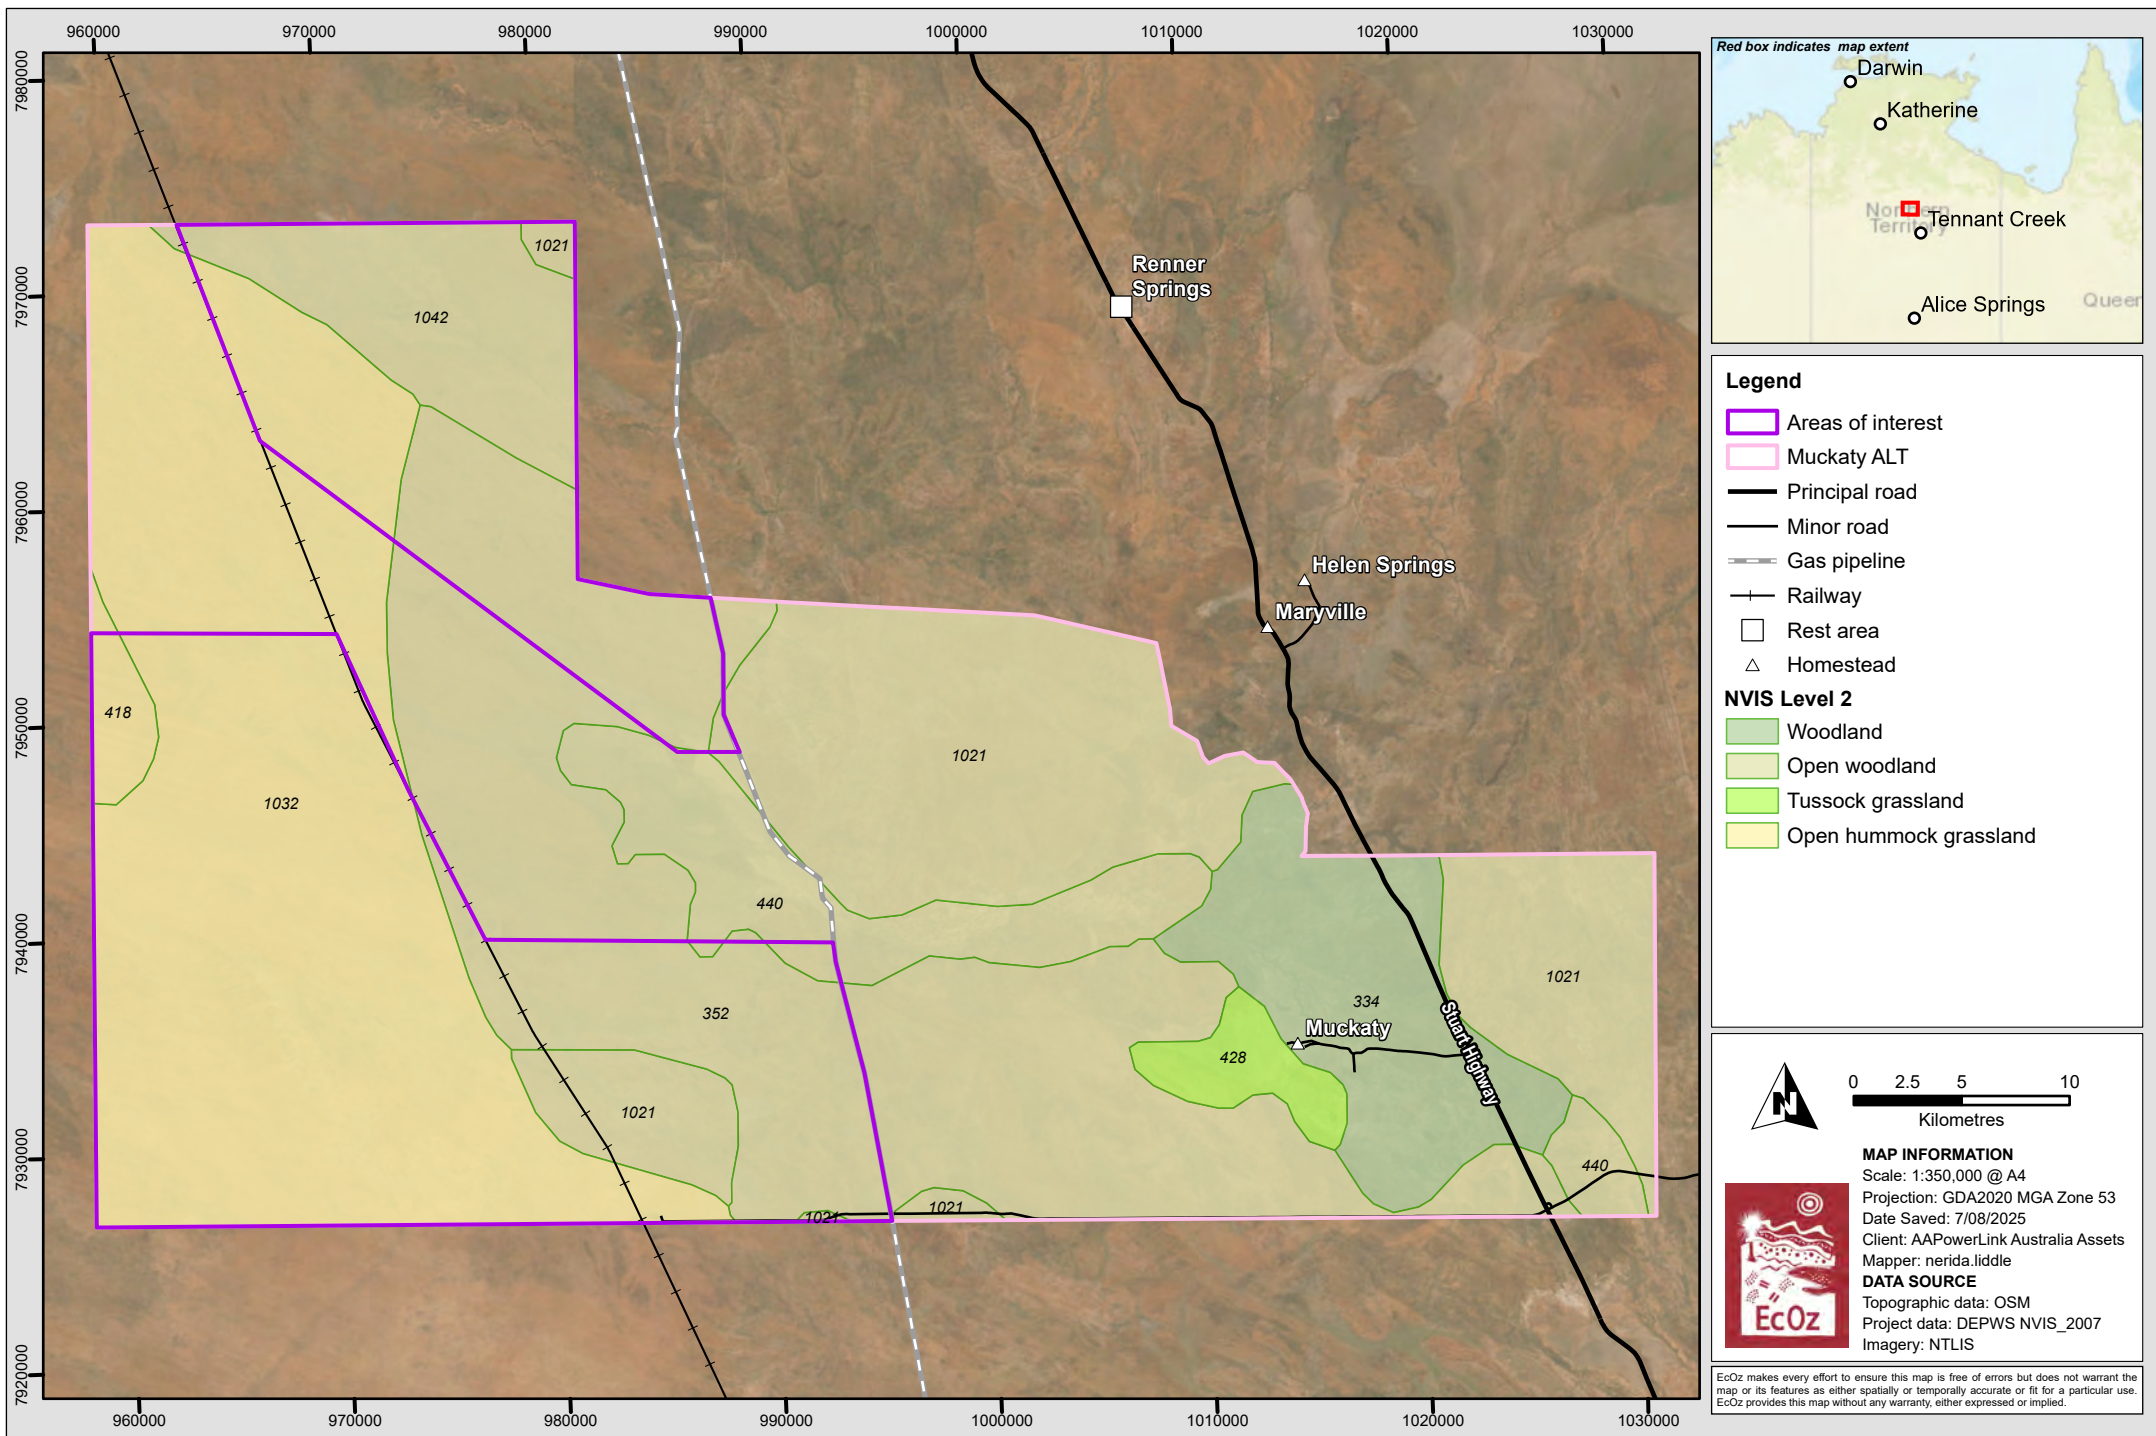 960000 970000 980000 990000 1000000 1010000 1020000 1030000
7980000
7970000
7960000
7950000
7940000
7930000
7920000
1021
1042
Renner
Springs
Helen Springs
Maryville
418
1032
1021
440
1021
352
334
Muckaty
428
Stuart Highway
1021
440
1021
1021
960000 970000 980000 990000 1000000 1010000 1020000 1030000
Red box indicates map extent
Darwin
Katherine
Northern
Territory
Tennant Creek
Alice Springs
Queen
Legend
Areas of interest
Muckaty ALT
Principal road
Minor road
Gas pipeline
Railway
Rest area
Homestead
NVIS Level 2
Woodland
Open woodland
Tussock grassland
Open hummock grassland
N
0 2.5 5 10
Kilometres
MAP INFORMATION
Scale: 1:350,000 @ A4
Projection: GDA2020 MGA Zone 53
Date Saved: 7/08/2025
Client: AAPowerLink Australia Assets
Mapper: nerida.liddle
DATA SOURCE
Topographic data: OSM
Project data: DEPWS NVIS_2007
Imagery: NTLIS
EcOz
EcOz makes every effort to ensure this map is free of errors but does not warrant the
map or its features as either spatially or temporally accurate or fit for a particular use.
EcOz provides this map without any warranty, either expressed or implied.